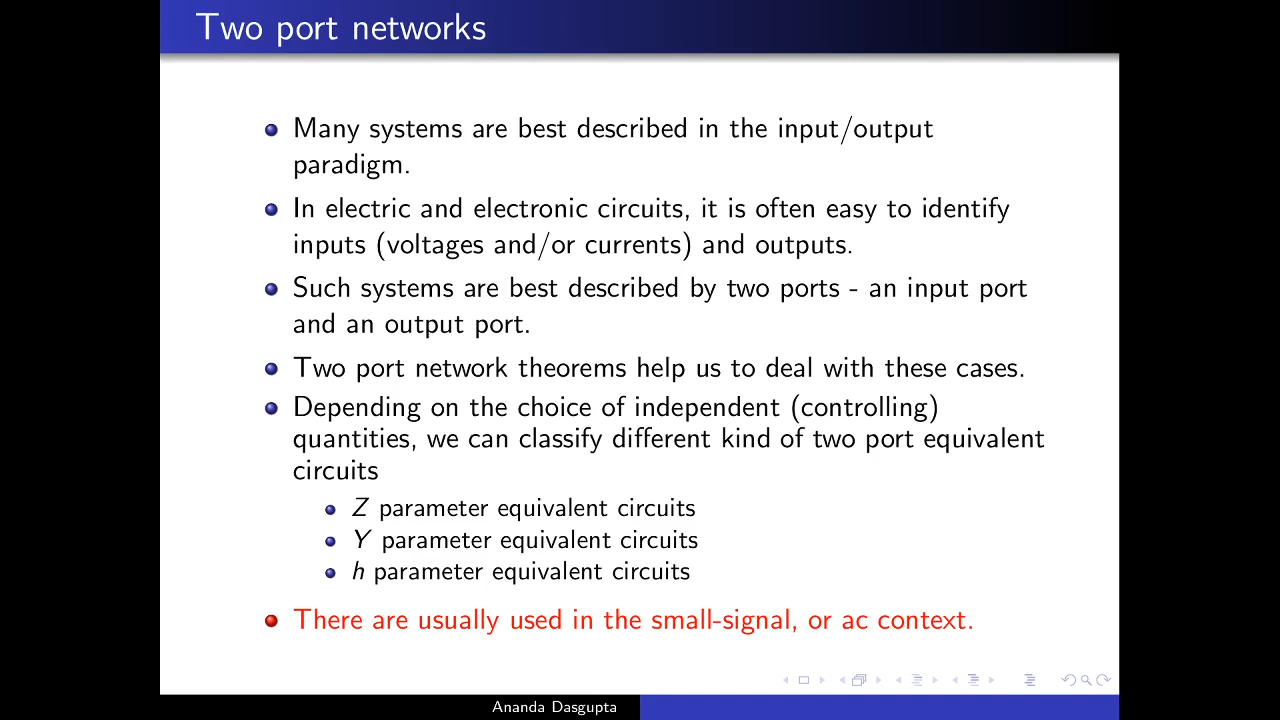 Two port networks
Many systems are best described in the input/output
paradigm.
In electric and electronic circuits, it is often easy to identify
inputs (voltages and/or currents) and outputs.
Such systems are best described by two ports - an input port
and an output port.
Two port network theorems help us to deal with these cases.
Depending on the choice of independent (controlling)
quantities, we can classify different kind of two port equivalent
circuits
Z parameter equivalent circuits
Y parameter equivalent circuits
h parameter equivalent circuits
There are usually used in the small-signal, or ac context.
Ananda Dasgupta